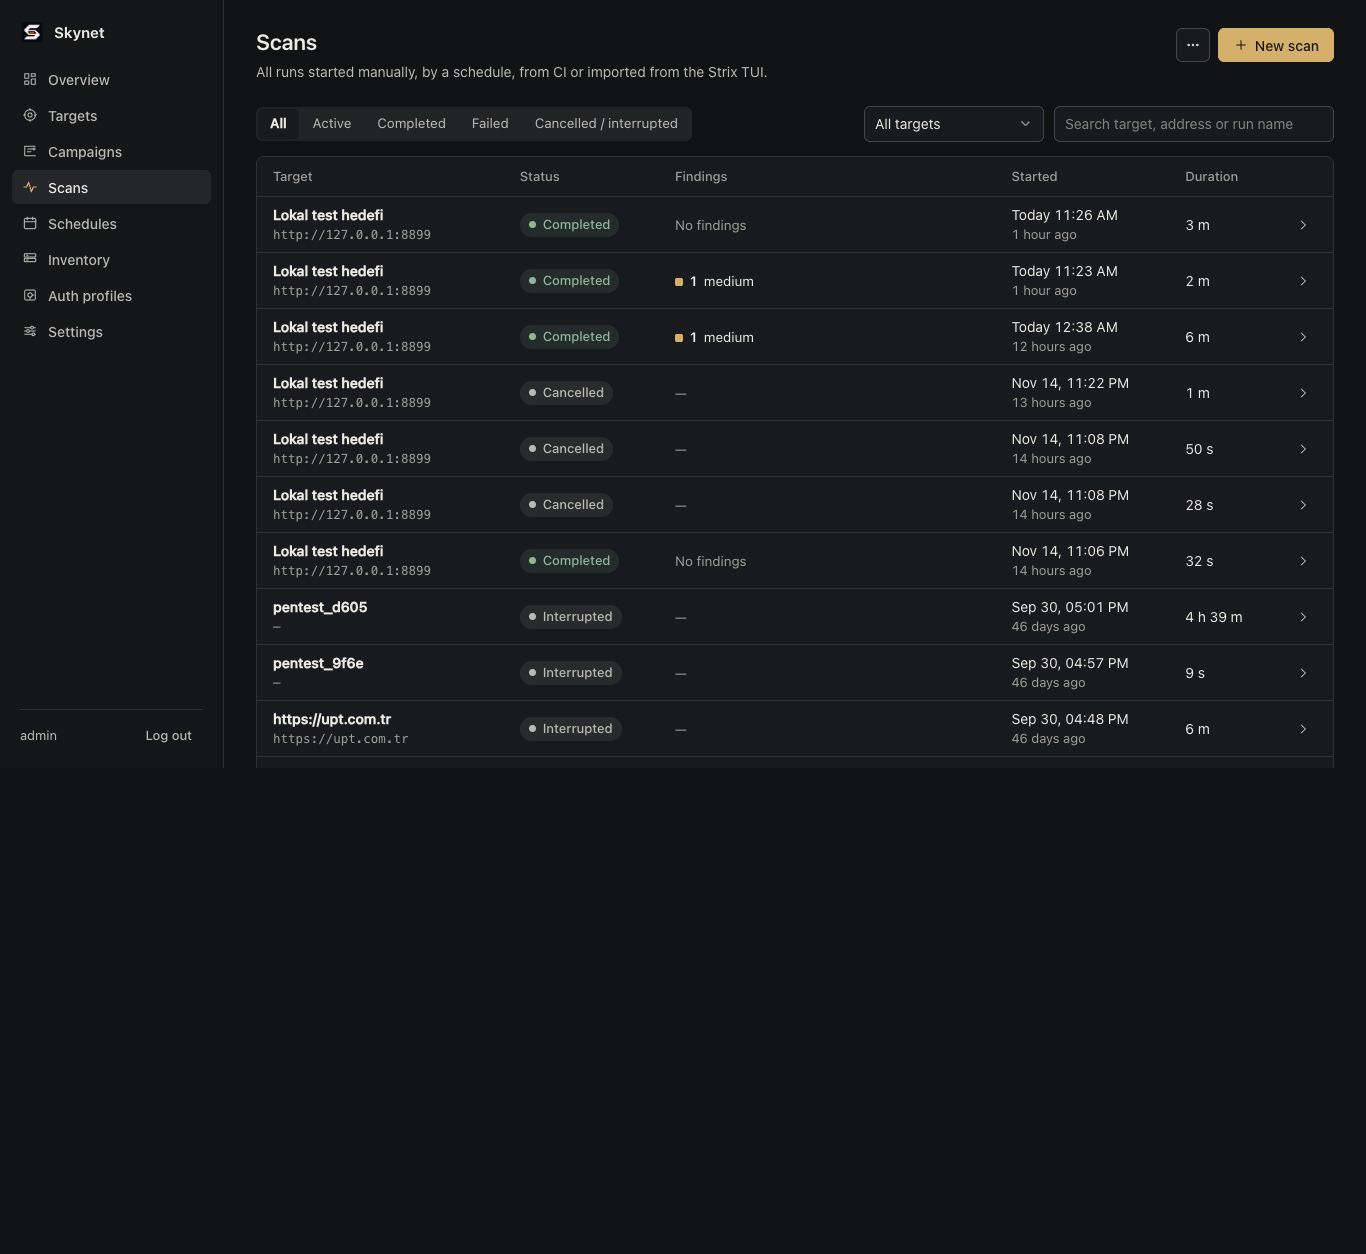 Skynet
Overview
Targets
Campaigns
Scans
Schedules
Inventory
Auth profiles
Settings
admin Log out
Scans
All runs started manually, by a schedule, from CI or imported from the Strix TUI.
··· + New scan
All Active Completed Failed Cancelled / interrupted
All targets Search target, address or run name
Target Status Findings Started Duration
Lokal test hedefi Completed No findings Today 11:26 AM 3 m
http://127.0.0.1:8899 1 hour ago
Lokal test hedefi Completed 1 medium Today 11:23 AM 2 m
http://127.0.0.1:8899 1 hour ago
Lokal test hedefi Completed 1 medium Today 12:38 AM 6 m
http://127.0.0.1:8899 12 hours ago
Lokal test hedefi Cancelled — Nov 14, 11:22 PM 1 m
http://127.0.0.1:8899 13 hours ago
Lokal test hedefi Cancelled — Nov 14, 11:08 PM 50 s
http://127.0.0.1:8899 14 hours ago
Lokal test hedefi Cancelled — Nov 14, 11:08 PM 28 s
http://127.0.0.1:8899 14 hours ago
Lokal test hedefi Completed No findings Nov 14, 11:06 PM 32 s
http://127.0.0.1:8899 14 hours ago
pentest_d605 Interrupted — Sep 30, 05:01 PM 4 h 39 m
— 46 days ago
pentest_9f6e Interrupted — Sep 30, 04:57 PM 9 s
— 46 days ago
https://upt.com.tr Interrupted — Sep 30, 04:48 PM 6 m
https://upt.com.tr 46 days ago